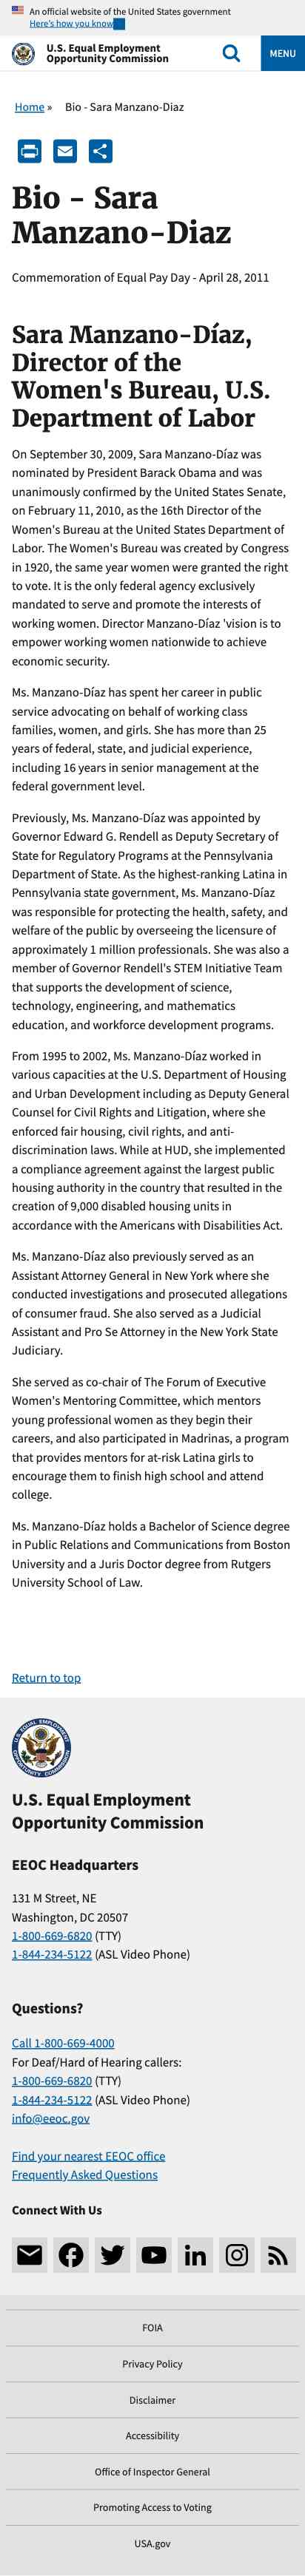 An official website of the United States government
Here's how you know
U.S. Equal Employment
Opportunity Commission
MENU
Home » Bio - Sara Manzano-Diaz
Bio - Sara
Manzano-Diaz
Commemoration of Equal Pay Day - April 28, 2011
Sara Manzano-Díaz,
Director of the
Women's Bureau, U.S.
Department of Labor
On September 30, 2009, Sara Manzano-Díaz was
nominated by President Barack Obama and was
unanimously confirmed by the United States Senate,
on February 11, 2010, as the 16th Director of the
Women's Bureau at the United States Department of
Labor. The Women's Bureau was created by Congress
in 1920, the same year women were granted the right
to vote. It is the only federal agency exclusively
mandated to serve and promote the interests of
working women. Director Manzano-Díaz 'vision is to
empower working women nationwide to achieve
economic security.
Ms. Manzano-Díaz has spent her career in public
service advocating on behalf of working class
families, women, and girls. She has more than 25
years of federal, state, and judicial experience,
including 16 years in senior management at the
federal government level.
Previously, Ms. Manzano-Díaz was appointed by
Governor Edward G. Rendell as Deputy Secretary of
State for Regulatory Programs at the Pennsylvania
Department of State. As the highest-ranking Latina in
Pennsylvania state government, Ms. Manzano-Díaz
was responsible for protecting the health, safety, and
welfare of the public by overseeing the licensure of
approximately 1 million professionals. She was also a
member of Governor Rendell's STEM Initiative Team
that supports the development of science,
technology, engineering, and mathematics
education, and workforce development programs.
From 1995 to 2002, Ms. Manzano-Díaz worked in
various capacities at the U.S. Department of Housing
and Urban Development including as Deputy General
Counsel for Civil Rights and Litigation, where she
enforced fair housing, civil rights, and anti-
discrimination laws. While at HUD, she implemented
a compliance agreement against the largest public
housing authority in the country that resulted in the
creation of 9,000 disabled housing units in
accordance with the Americans with Disabilities Act.
Ms. Manzano-Díaz also previously served as an
Assistant Attorney General in New York where she
conducted investigations and prosecuted allegations
of consumer fraud. She also served as a Judicial
Assistant and Pro Se Attorney in the New York State
Judiciary.
She served as co-chair of The Forum of Executive
Women's Mentoring Committee, which mentors
young professional women as they begin their
careers, and also participated in Madrinas, a program
that provides mentors for at-risk Latina girls to
encourage them to finish high school and attend
college.
Ms. Manzano-Díaz holds a Bachelor of Science degree
in Public Relations and Communications from Boston
University and a Juris Doctor degree from Rutgers
University School of Law.
Return to top
U.S. Equal Employment
Opportunity Commission
EEOC Headquarters
131 M Street, NE
Washington, DC 20507
1-800-669-6820 (TTY)
1-844-234-5122 (ASL Video Phone)
Questions?
Call 1-800-669-4000
For Deaf/Hard of Hearing callers:
1-800-669-6820 (TTY)
1-844-234-5122 (ASL Video Phone)
info@eeoc.gov
Find your nearest EEOC office
Frequently Asked Questions
Connect With Us
FOIA
Privacy Policy
Disclaimer
Accessibility
Office of Inspector General
Promoting Access to Voting
USA.gov